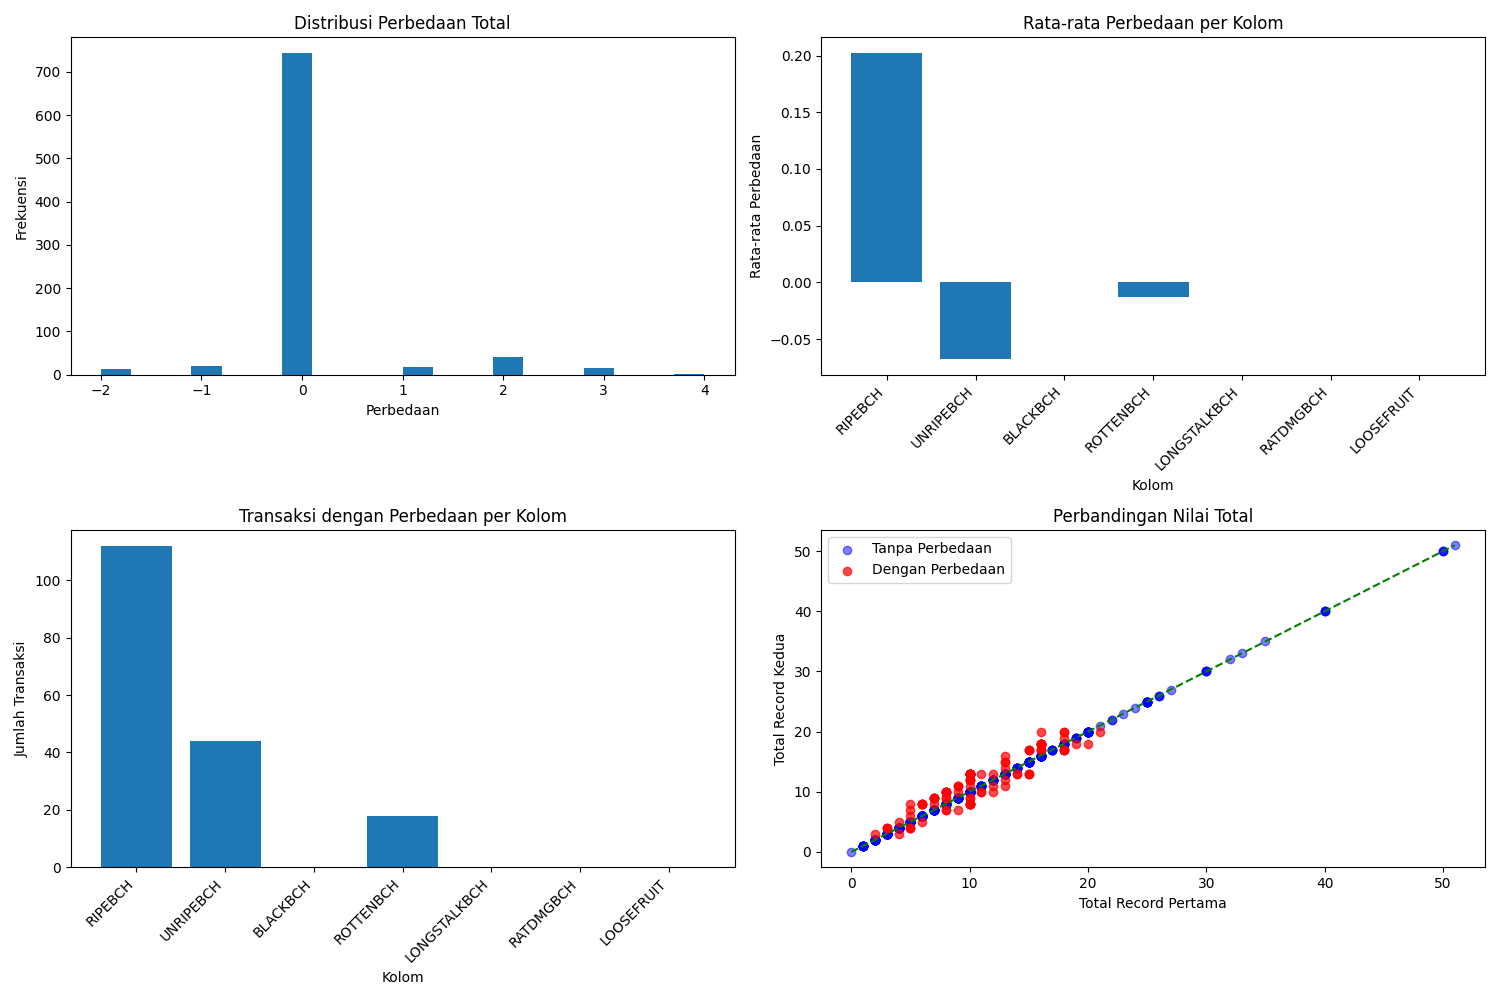 Distribusi Perbedaan Total
Frekuensi
700
600
500
400
300
200
100
0
−2 −1 0 1 2 3 4
Perbedaan
Rata-rata Perbedaan per Kolom
Rata-rata Perbedaan
0.20
0.15
0.10
0.05
0.00
−0.05
RIPEBCH
UNRIPEBCH
BLACKBCH
ROTTENBCH
LONGSTALKBCH
RATDMGBCH
LOOSEFRUIT
Kolom
Transaksi dengan Perbedaan per Kolom
Jumlah Transaksi
100
80
60
40
20
0
RIPEBCH
UNRIPEBCH
BLACKBCH
ROTTENBCH
LONGSTALKBCH
RATDMGBCH
LOOSEFRUIT
Kolom
Perbandingan Nilai Total
Tanpa Perbedaan
Dengan Perbedaan
Total Record Kedua
50
40
30
20
10
0
0 10 20 30 40 50
Total Record Pertama